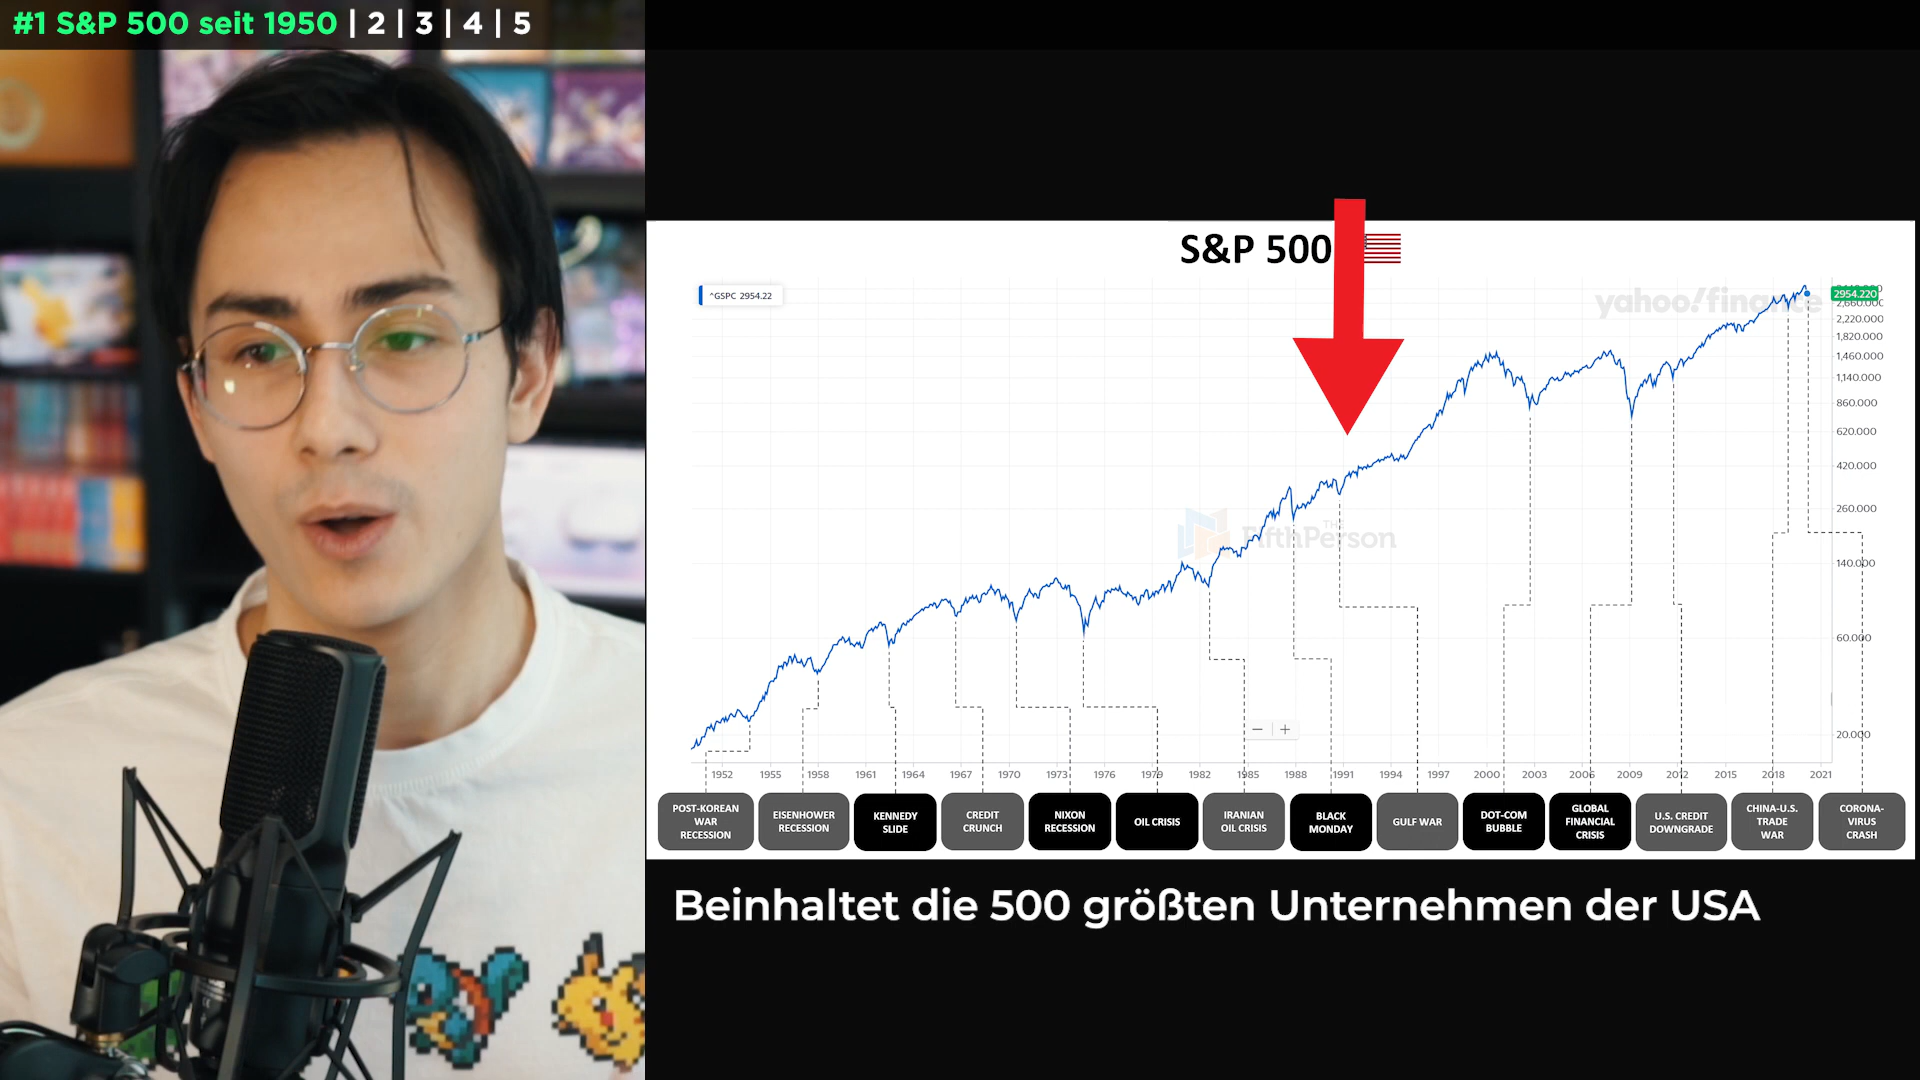 #1 S&P 500 seit 1950 | 2 | 3 | 4 | 5
S&P 500
^GSPC 2954.22
yahoo!finance
2954.220
2,660.000
2,220.000
1,820.000
1,460.000
1,140.000
860.000
620.000
420.000
260.000
140.000
60.000
20.000
THE
FifthPerson
− | +
1952 1955 1958 1961 1964 1967 1970 1973 1976 1979 1982 1985 1988 1991 1994 1997 2000 2003 2006 2009 2012 2015 2018 2021
POST-KOREAN
WAR
RECESSION
EISENHOWER
RECESSION
KENNEDY
SLIDE
CREDIT
CRUNCH
NIXON
RECESSION
OIL CRISIS
IRANIAN
OIL CRISIS
BLACK
MONDAY
GULF WAR
DOT-COM
BUBBLE
GLOBAL
FINANCIAL
CRISIS
U.S. CREDIT
DOWNGRADE
CHINA-U.S.
TRADE
WAR
CORONA-
VIRUS
CRASH
Beinhaltet die 500 größten Unternehmen der USA